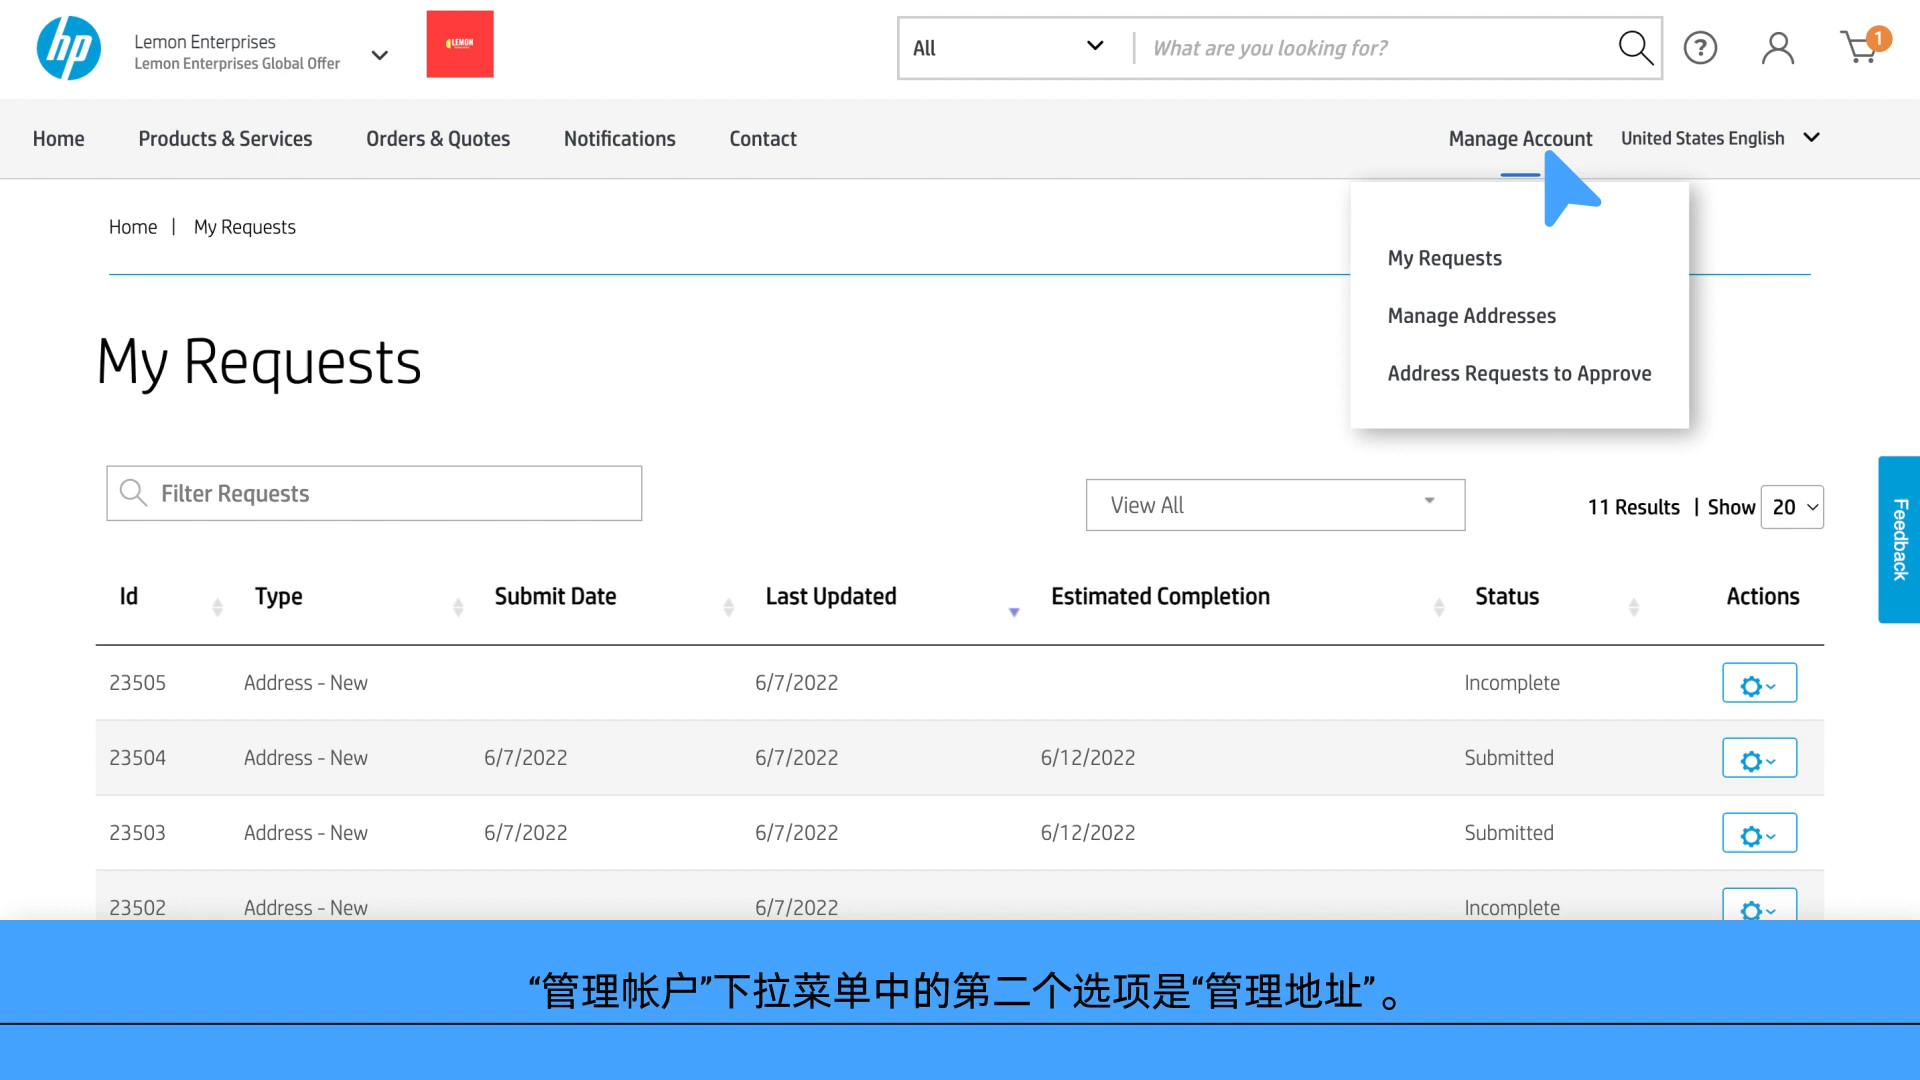 hp
Lemon Enterprises
Lemon Enterprises Global Offer
LEMON
All
What are you looking for?
1
Home
Products & Services
Orders & Quotes
Notifications
Contact
Manage Account
United States English
Home | My Requests
My Requests
Manage Addresses
Address Requests to Approve
My Requests
Filter Requests
View All
11 Results | Show 20
Feedback
Id Type Submit Date Last Updated Estimated Completion Status Actions
23505 Address - New 6/7/2022 Incomplete
23504 Address - New 6/7/2022 6/7/2022 6/12/2022 Submitted
23503 Address - New 6/7/2022 6/7/2022 6/12/2022 Submitted
23502 Address - New 6/7/2022 Incomplete
“管理帐户”下拉菜单中的第二个选项是“管理地址”。